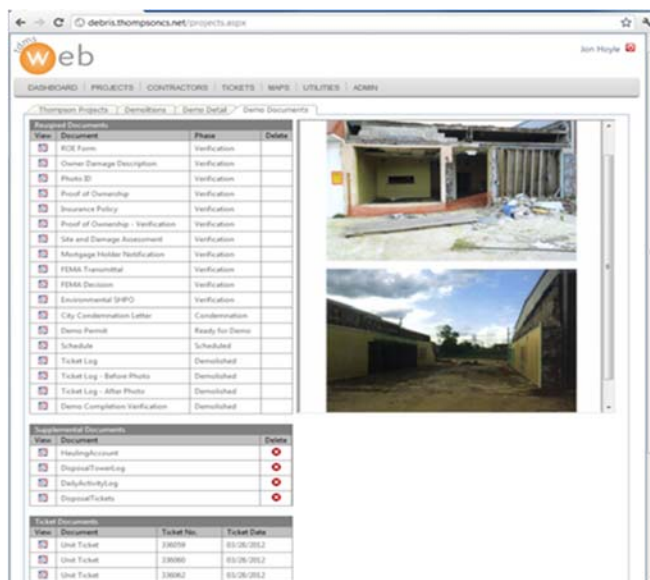 debris.thompsoncs.net/projects.aspx
tdms
web
Jon Hoyle
DASHBOARD | PROJECTS | CONTRACTORS | TICKETS | MAPS | UTILITIES | ADMIN
Thompson Projects Demolitions Demo Detail Demo Documents
Required Documents
View Document Phase Delete
ROE Form Verification
Owner Damage Description Verification
Photo ID Verification
Proof of Ownership Verification
Insurance Policy Verification
Proof of Ownership - Verification Verification
Site and Damage Assessment Verification
Mortgage Holder Notification Verification
FEMA Transmittal Verification
FEMA Decision Verification
Environmental SHPO Verification
City Condemnation Letter Condemnation
Demo Permit Ready for Demo
Schedule Scheduled
Ticket Log Demolished
Ticket Log - Before Photo Demolished
Ticket Log - After Photo Demolished
Demo Completion Verification Demolished
Supplemental Documents
View Document Delete
HaulingAccount
DisposalTowerLog
DailyActivityLog
DisposalTickets
Ticket Documents
View Document Ticket No. Ticket Date
Unit Ticket 336059 03/28/2012
Unit Ticket 336060 03/28/2012
Unit Ticket 336062 03/28/2012